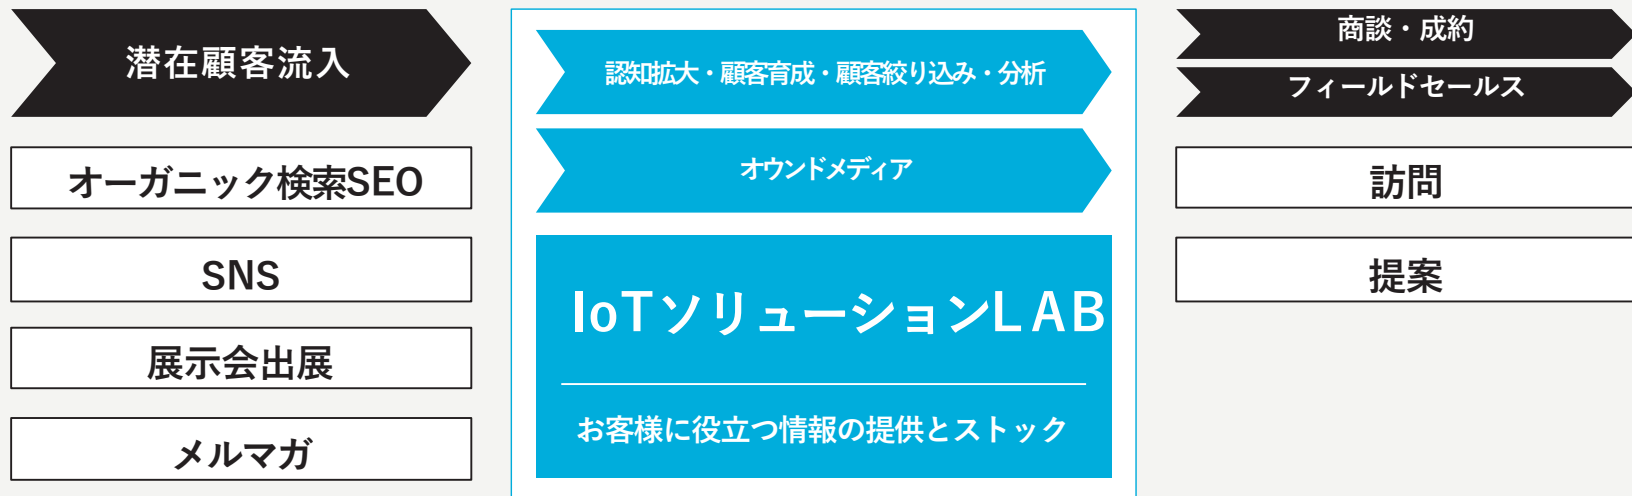 潜在顧客流入
オーガニック検索SEO
SNS
展示会出展
メルマガ
認知拡大・顧客育成・顧客絞り込み・分析
オウンドメディア
IoTソリューションLAB
お客様に役立つ情報の提供とストック
商談・成約
フィールドセールス
訪問
提案